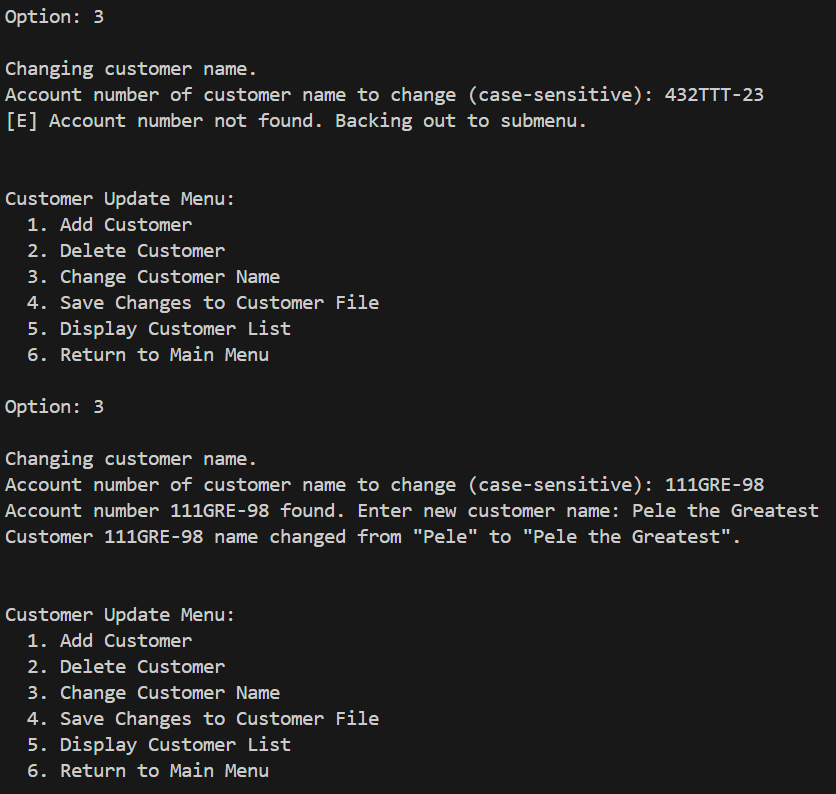 Option: 3
Changing customer name.
Account number of customer name to change (case-sensitive): 432TTT-23
[E] Account number not found. Backing out to submenu.
Customer Update Menu:
1. Add Customer
2. Delete Customer
3. Change Customer Name
4. Save Changes to Customer File
5. Display Customer List
6. Return to Main Menu
Option: 3
Changing customer name.
Account number of customer name to change (case-sensitive): 111GRE-98
Account number 111GRE-98 found. Enter new customer name: Pele the Greatest
Customer 111GRE-98 name changed from "Pele" to "Pele the Greatest".
Customer Update Menu:
1. Add Customer
2. Delete Customer
3. Change Customer Name
4. Save Changes to Customer File
5. Display Customer List
6. Return to Main Menu